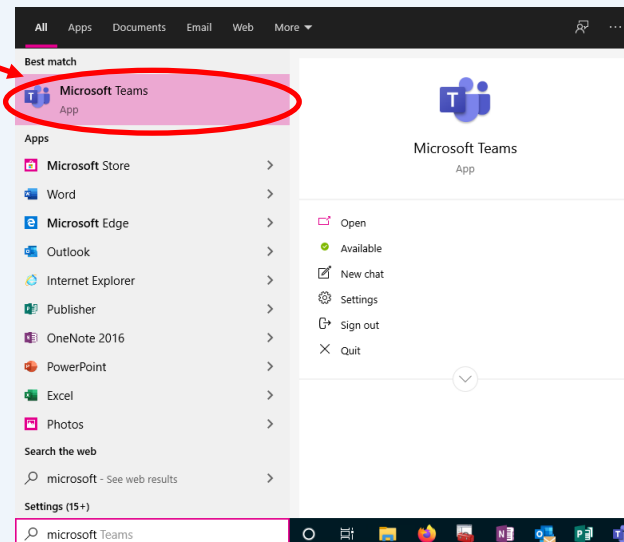 All Apps Documents Email Web More
Best match
Microsoft Teams
App
Apps
Microsoft Store
Word
Microsoft Edge
Outlook
Internet Explorer
Publisher
OneNote 2016
PowerPoint
Excel
Photos
Search the web
microsoft - See web results
Settings (15+)
microsoft Teams
Microsoft Teams
App
Open
Available
New chat
Settings
Sign out
Quit